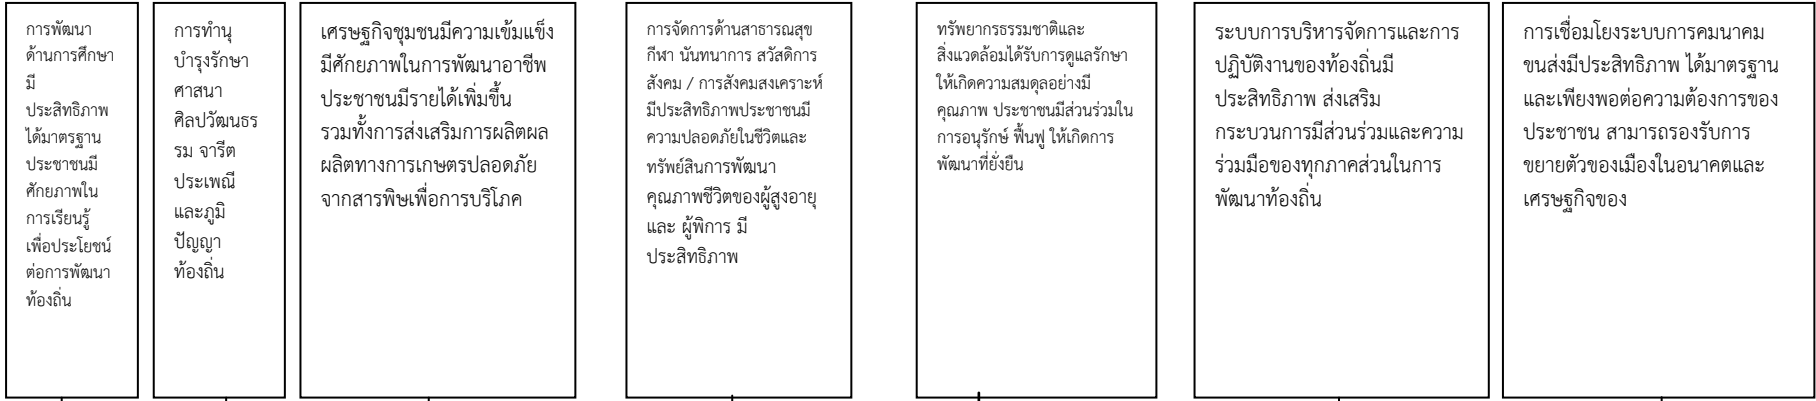 การพัฒนา
ด้านการศึกษา
มี
ประสิทธิภาพ
ได้มาตรฐาน
ประชาชนมี
ศักยภาพใน
การเรียนรู้
เพื่อประโยชน์
ต่อการพัฒนา
ท้องถิ่น
การทำนุ
บำรุงรักษา
ศาสนา
ศิลปวัฒนธร
รม จารีต
ประเพณี
และภูมิ
ปัญญา
ท้องถิ่น
เศรษฐกิจชุมชนมีความเข้มแข็ง
มีศักยภาพในการพัฒนาอาชีพ
ประชาชนมีรายได้เพิ่มขึ้น
รวมทั้งการส่งเสริมการผลิตผล
ผลิตทางการเกษตรปลอดภัย
จากสารพิษเพื่อการบริโภค
การจัดการด้านสาธารณสุข
กีฬา นันทนาการ สวัสดิการ
สังคม / การสังคมสงเคราะห์
มีประสิทธิภาพประชาชนมี
ความปลอดภัยในชีวิตและ
ทรัพย์สินการพัฒนา
คุณภาพชีวิตของผู้สูงอายุ
และ ผู้พิการ มี
ประสิทธิภาพ
ทรัพยากรธรรมชาติและ
สิ่งแวดล้อมได้รับการดูแลรักษา
ให้เกิดความสมดุลอย่างมี
คุณภาพ ประชาชนมีส่วนร่วมใน
การอนุรักษ์ ฟื้นฟู ให้เกิดการ
พัฒนาที่ยั่งยืน
ระบบการบริหารจัดการและการ
ปฏิบัติงานของท้องถิ่นมี
ประสิทธิภาพ ส่งเสริม
กระบวนการมีส่วนร่วมและความ
ร่วมมือของทุกภาคส่วนในการ
พัฒนาท้องถิ่น
การเชื่อมโยงระบบการคมนาคม
ขนส่งมีประสิทธิภาพ ได้มาตรฐาน
และเพียงพอต่อความต้องการของ
ประชาชน สามารถรองรับการ
ขยายตัวของเมืองในอนาคตและ
เศรษฐกิจของ